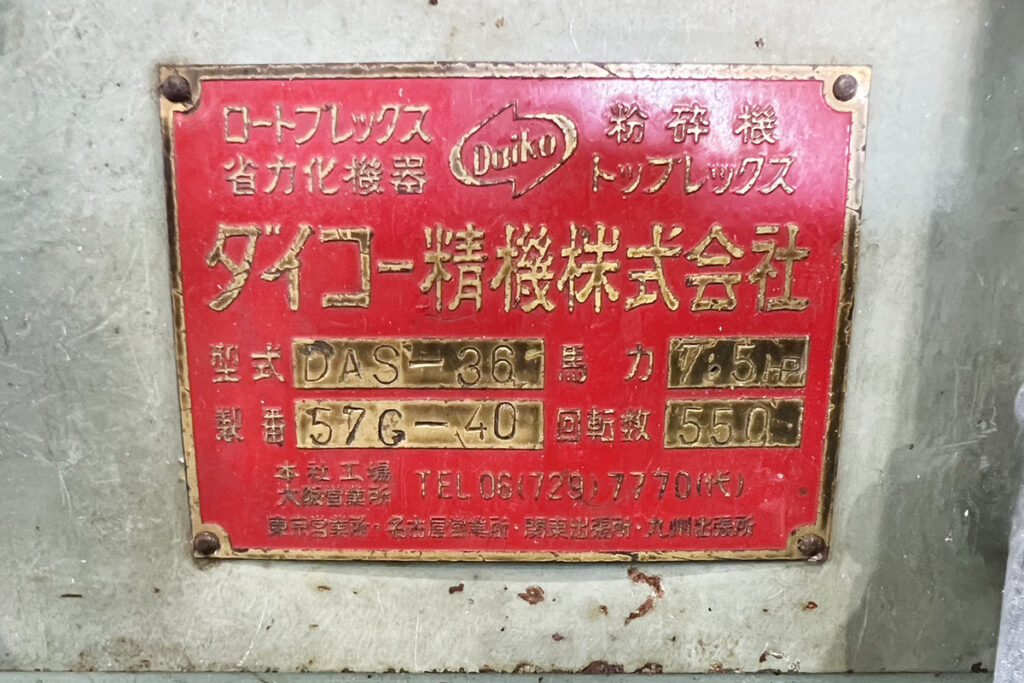 ロートプレックス Daiko 粉砕機
省力化機器 トップレックス
ダイコー精機株式会社
型式 DAS-36 馬力 7.5HP
製番 57G-40 回転数 550
本社工場
大阪営業所 TEL 06(729)7770(代)
東京営業所・名古屋営業所・関東出張所・九州出張所